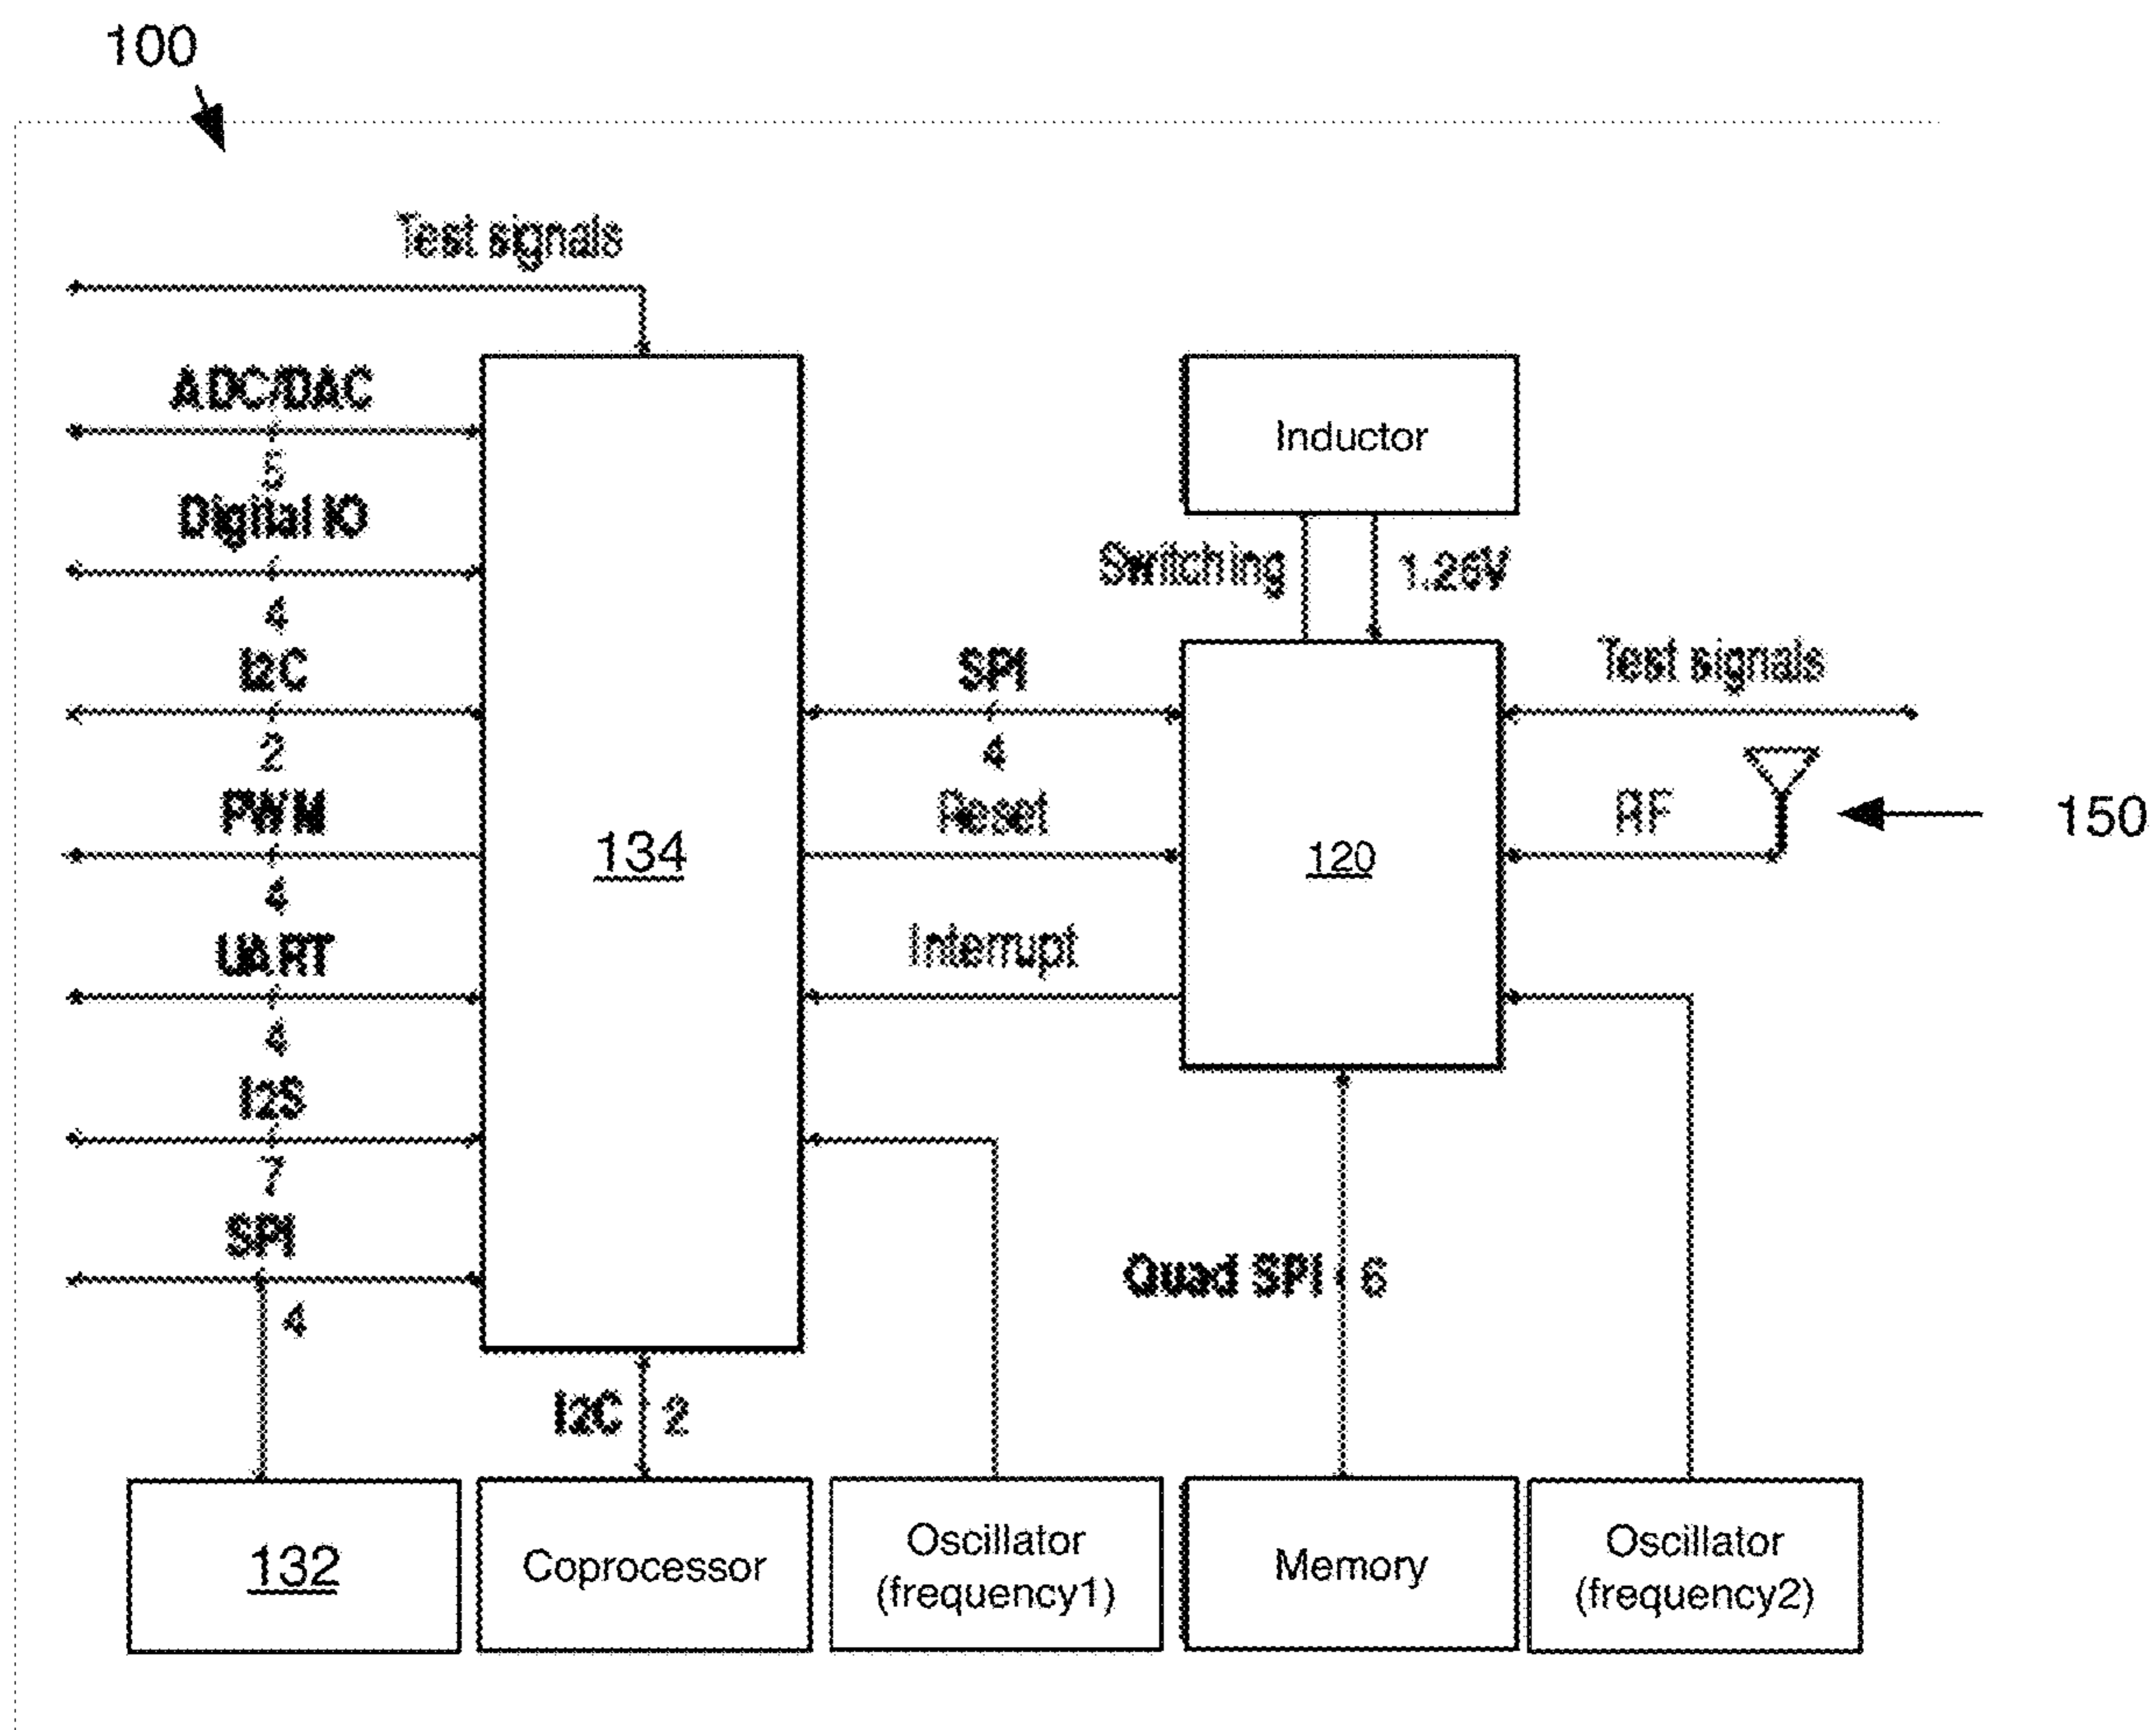 100
Test signals
ADC/DAC
5
Digital IO
4
I2C
2
PWM
4
UART
4
I2S
7
SPI
4
134
I2C 2
SPI
4
Reset
Interrupt
Inductor
Switching 1.26V
120
Test signals
RF
150
Quad SPI 6
132
Coprocessor
Oscillator
(frequency1)
Memory
Oscillator
(frequency2)